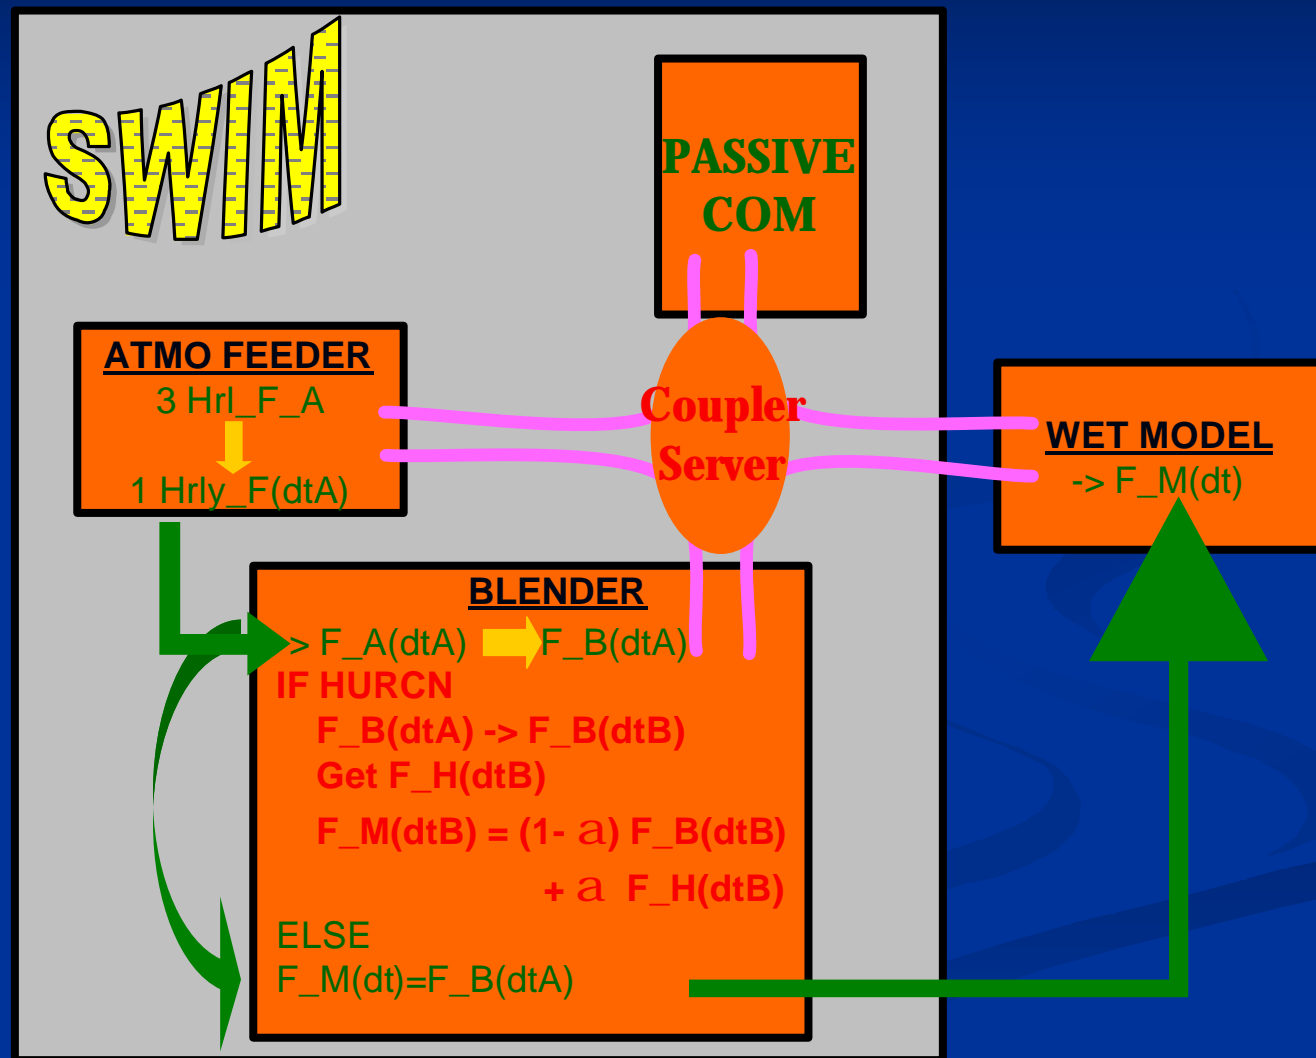 SWIM
PASSIVE
COM
ATMO FEEDER
3 Hrl_F_A
1 Hrly_F(dtA)
Coupler
Server
WET MODEL
-> F_M(dt)
BLENDER
> F_A(dtA) F_B(dtA)
IF HURCN
F_B(dtA) -> F_B(dtB)
Get F_H(dtB)
F_M(dtB) = (1- a) F_B(dtB)
+ a F_H(dtB)
ELSE
F_M(dt)=F_B(dtA)